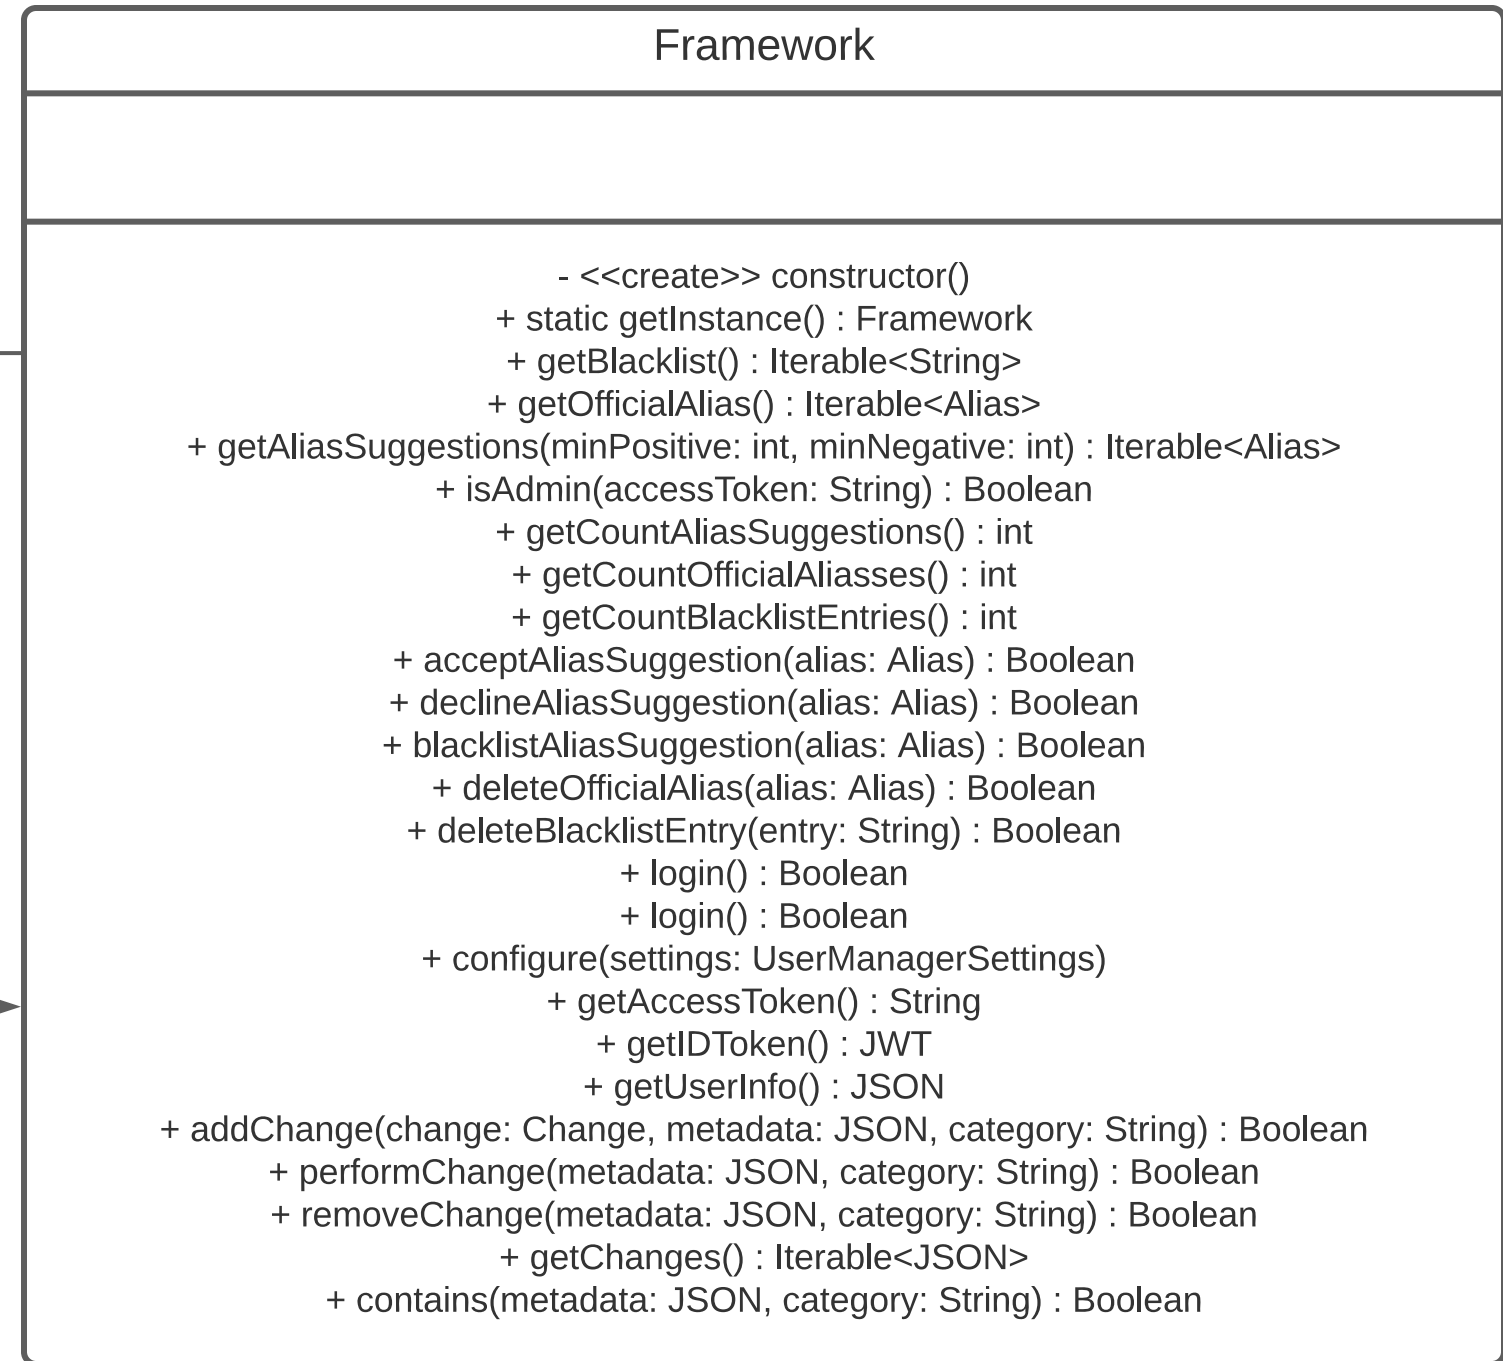 Framework
- <<create>> constructor()
+ static getInstance() : Framework
+ getBlacklist() : Iterable<String>
+ getOfficialAlias() : Iterable<Alias>
+ getAliasSuggestions(minPositive: int, minNegative: int) : Iterable<Alias>
+ isAdmin(accessToken: String) : Boolean
+ getCountAliasSuggestions() : int
+ getCountOfficialAliasses() : int
+ getCountBlacklistEntries() : int
+ acceptAliasSuggestion(alias: Alias) : Boolean
+ declineAliasSuggestion(alias: Alias) : Boolean
+ blacklistAliasSuggestion(alias: Alias) : Boolean
+ deleteOfficialAlias(alias: Alias) : Boolean
+ deleteBlacklistEntry(entry: String) : Boolean
+ login() : Boolean
+ login() : Boolean
+ configure(settings: UserManagerSettings)
+ getAccessToken() : String
+ getIDToken() : JWT
+ getUserInfo() : JSON
+ addChange(change: Change, metadata: JSON, category: String) : Boolean
+ performChange(metadata: JSON, category: String) : Boolean
+ removeChange(metadata: JSON, category: String) : Boolean
+ getChanges() : Iterable<JSON>
+ contains(metadata: JSON, category: String) : Boolean